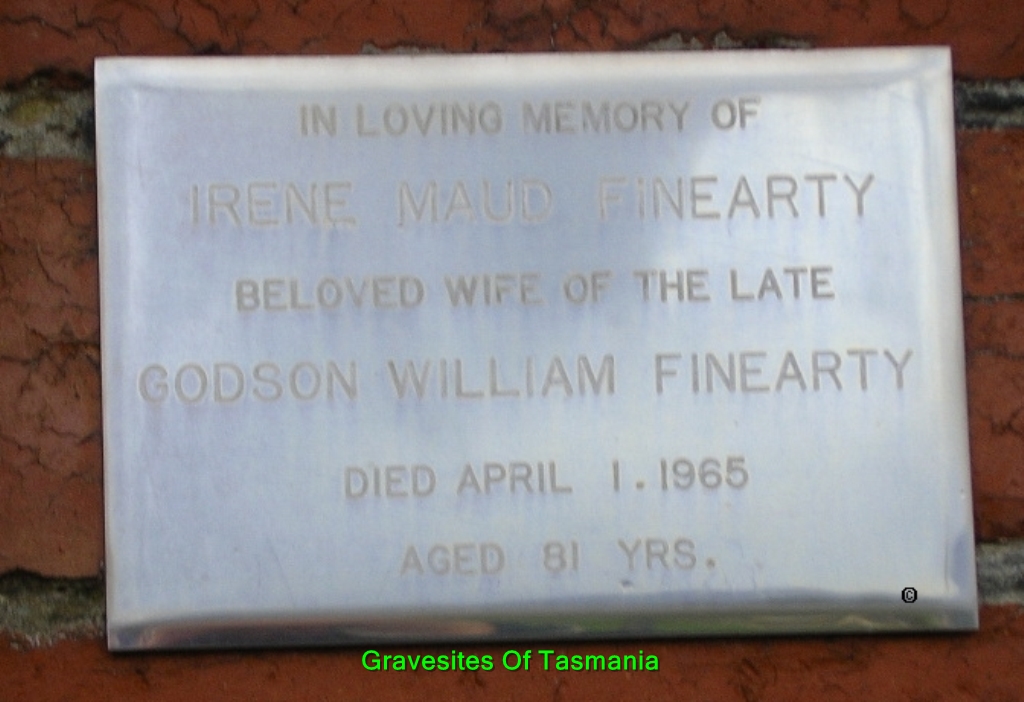 IN LOVING MEMORY OF
IRENE MAUD FINEARTY
BELOVED WIFE OF THE LATE
GODSON WILLIAM FINEARTY
DIED APRIL 1.1965
AGED 81 YRS.
©
Gravesites Of Tasmania